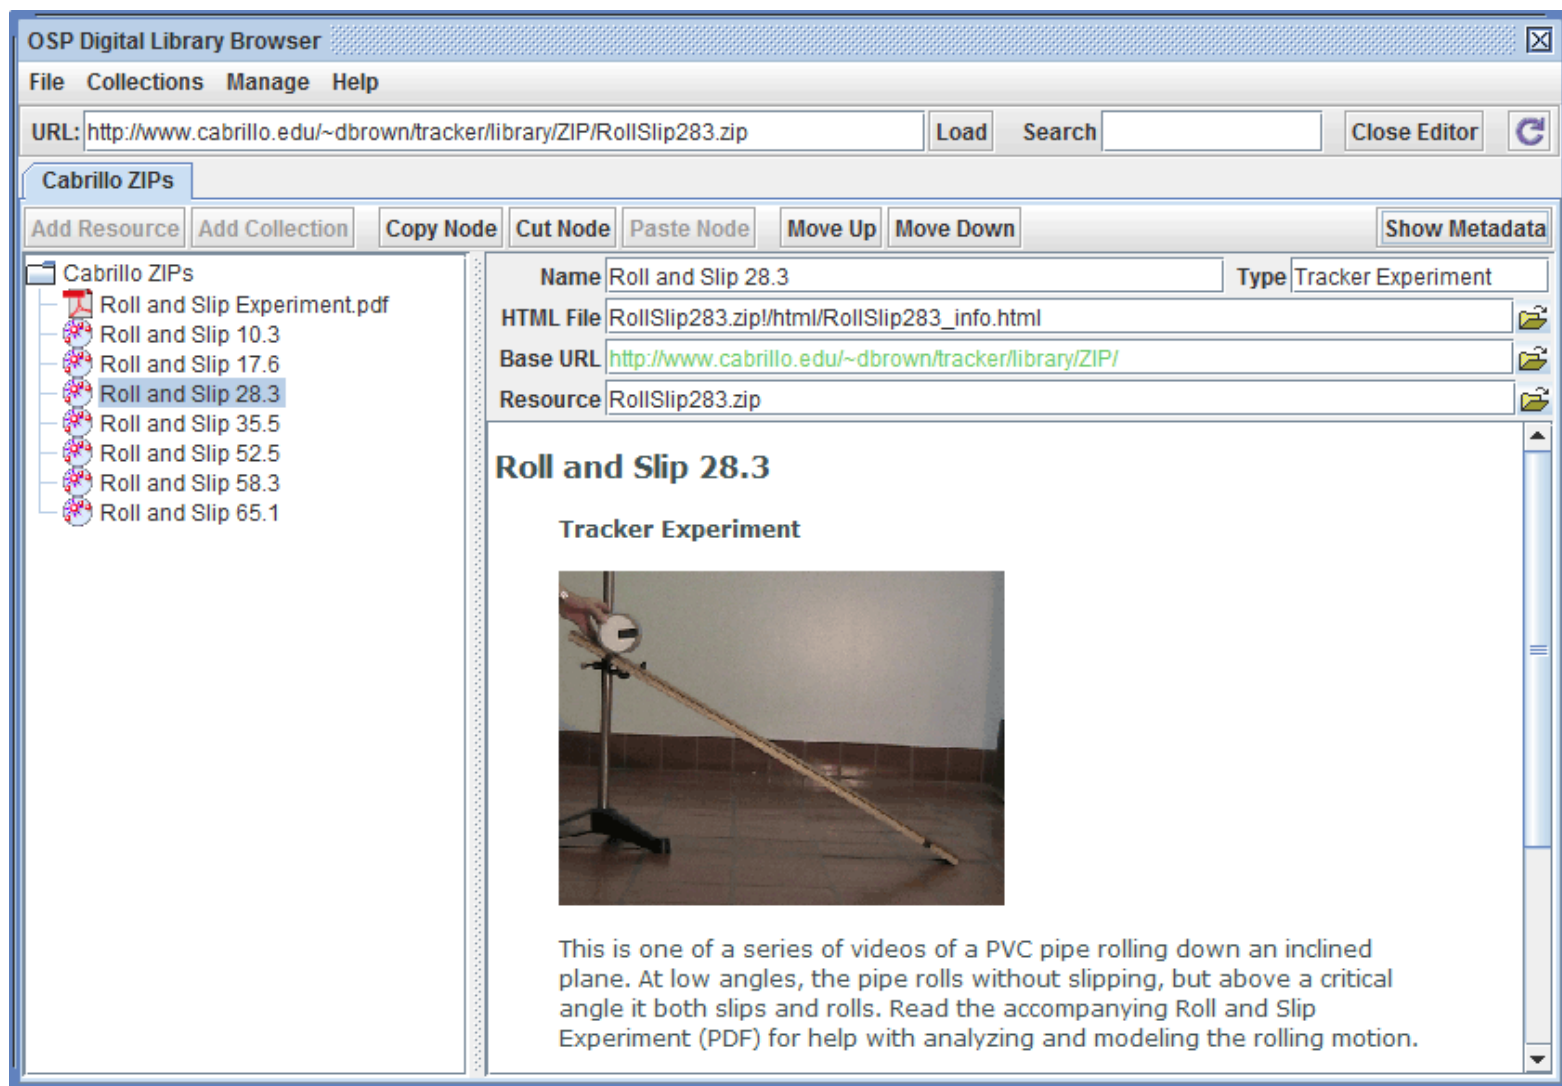 OSP Digital Library Browser
File Collections Manage Help
URL: http://www.cabrillo.edu/~dbrown/tracker/library/ZIP/RollSlip283.zip Load Search Close Editor
Cabrillo ZIPs
Add Resource Add Collection Copy Node Cut Node Paste Node Move Up Move Down Show Metadata
Cabrillo ZIPs
Roll and Slip Experiment.pdf
Roll and Slip 10.3
Roll and Slip 17.6
Roll and Slip 28.3
Roll and Slip 35.5
Roll and Slip 52.5
Roll and Slip 58.3
Roll and Slip 65.1
Name Roll and Slip 28.3 Type Tracker Experiment
HTML File RollSlip283.zip!/html/RollSlip283_info.html
Base URL http://www.cabrillo.edu/~dbrown/tracker/library/ZIP/
Resource RollSlip283.zip
Roll and Slip 28.3
Tracker Experiment
This is one of a series of videos of a PVC pipe rolling down an inclined
plane. At low angles, the pipe rolls without slipping, but above a critical
angle it both slips and rolls. Read the accompanying Roll and Slip
Experiment (PDF) for help with analyzing and modeling the rolling motion.